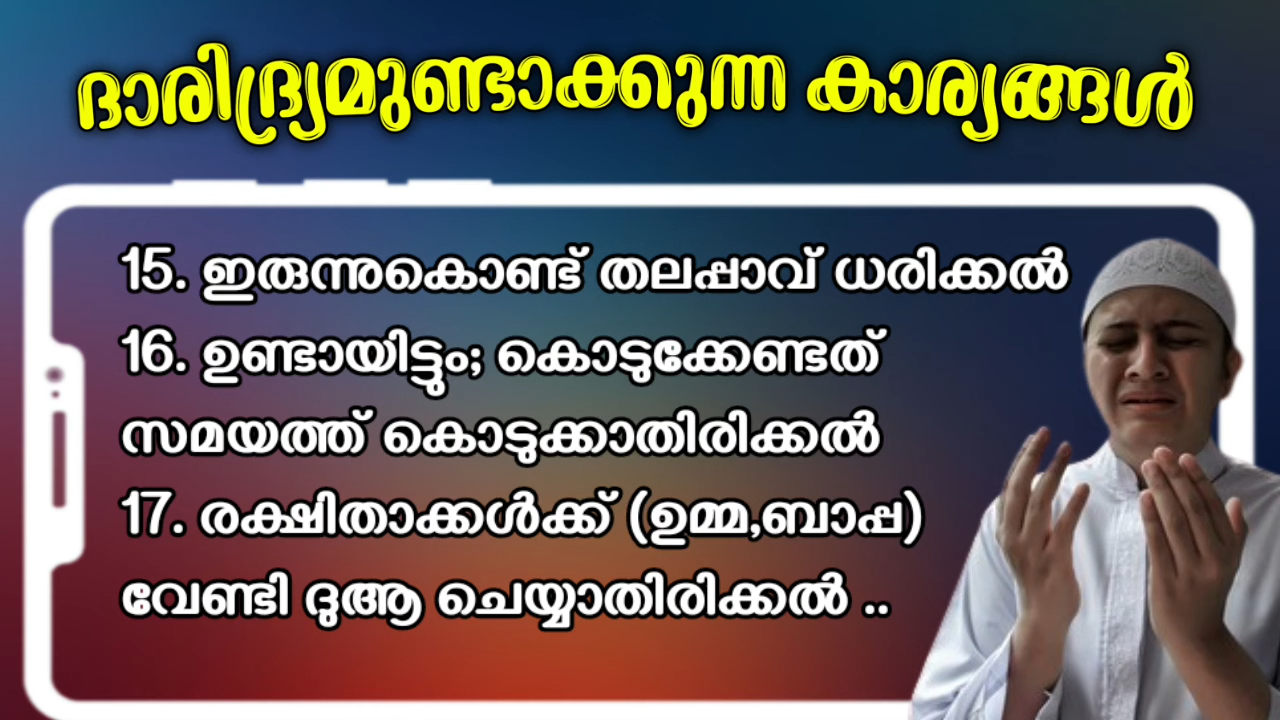 ദാരിദ്ര്യമുണ്ടാക്കുന്ന കാര്യങ്ങൾ
15. ഇരുന്നുകൊണ്ട് തലപ്പാവ് ധരിക്കൽ
16. ഉണ്ടായിട്ടും; കൊടുക്കേണ്ടത്
സമയത്ത് കൊടുക്കാതിരിക്കൽ
17. രക്ഷിതാക്കൾക്ക് (ഉമ്മ,ബാപ്പ)
വേണ്ടി ദുആ ചെയ്യാതിരിക്കൽ ..